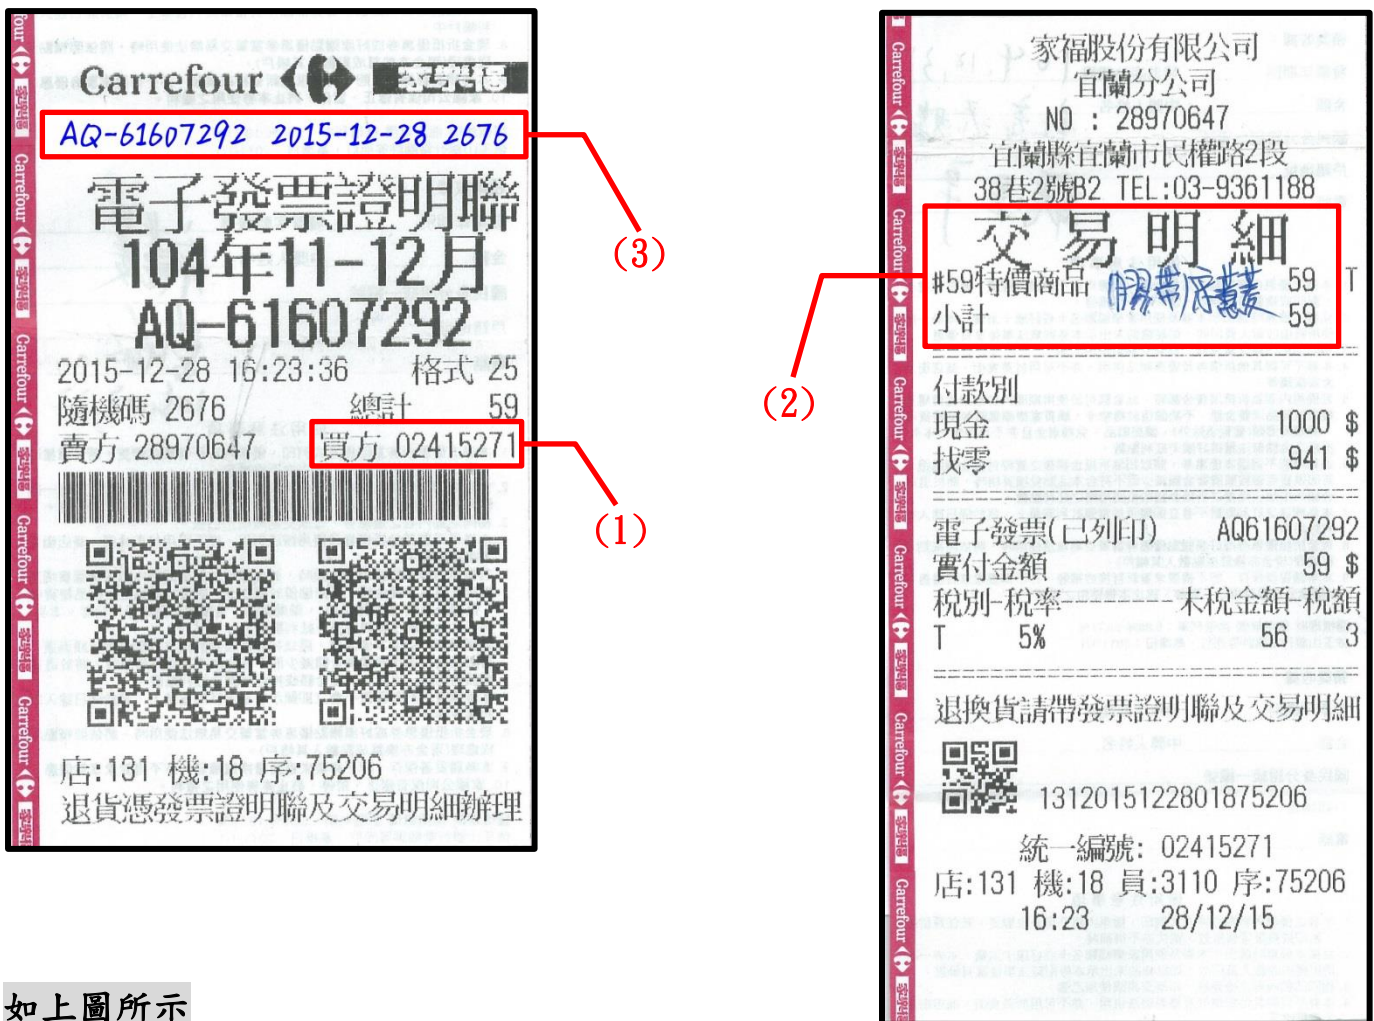 Carrefour 家樂福
AQ-61607292 2015-12-28 2676
電子發票證明聯
104年11-12月
AQ-61607292
2015-12-28 16:23:36 格式 25
隨機碼 2676 總計 59
賣方 28970647 買方 02415271
店:131 機:18 序:75206
退貨憑發票證明聯及交易明細辦理
(3)
(1)
(2)
家福股份有限公司
宜蘭分公司
NO : 28970647
宜蘭縣宜蘭市民權路2段
38巷2號B2 TEL:03-9361188
交易明細
#59特價商品 膠帶 59 T
小計 59
付款別
現金 1000 $
找零 941 $
電子發票(已列印) AQ61607292
實付金額 59 $
稅別-稅率--------未稅金額-稅額
T 5% 56 3
退換貨請帶發票證明聯及交易明細
1312015122801875206
統一編號: 02415271
店:131 機:18 員:3110 序:75206
16:23 28/12/15
如上圖所示